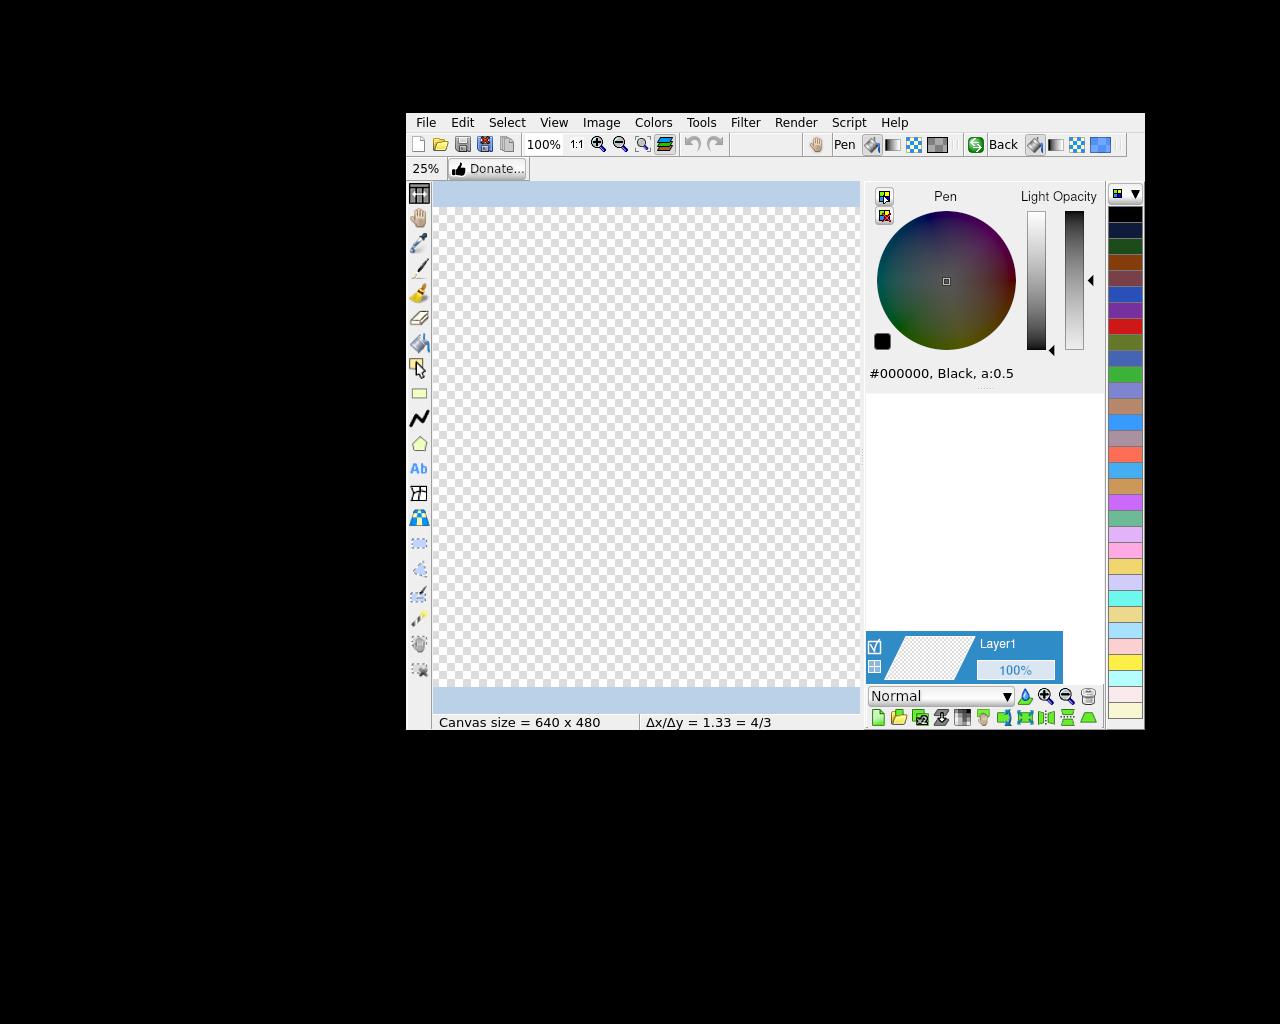 File Edit Select View Image Colors Tools Filter Render Script Help
100% 1:1 Pen Back
25% Donate...
Pen Light Opacity
#000000, Black, a:0.5
Ab
Layer1
100%
Normal
Canvas size = 640 x 480 Δx/Δy = 1.33 = 4/3